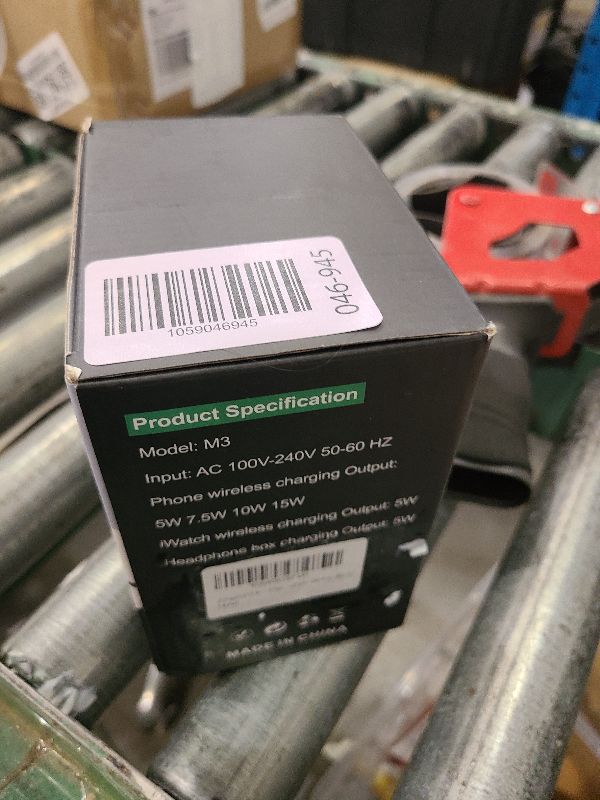 1059046945
046-945
Product Specification
Model: M3
Input: AC 100V-240V 50-60 HZ
Phone wireless charging Output:
5W 7.5W 10W 15W
iWatch wireless charging Output: 5W
Headphone box charging Output: 5W
MADE IN CHINA